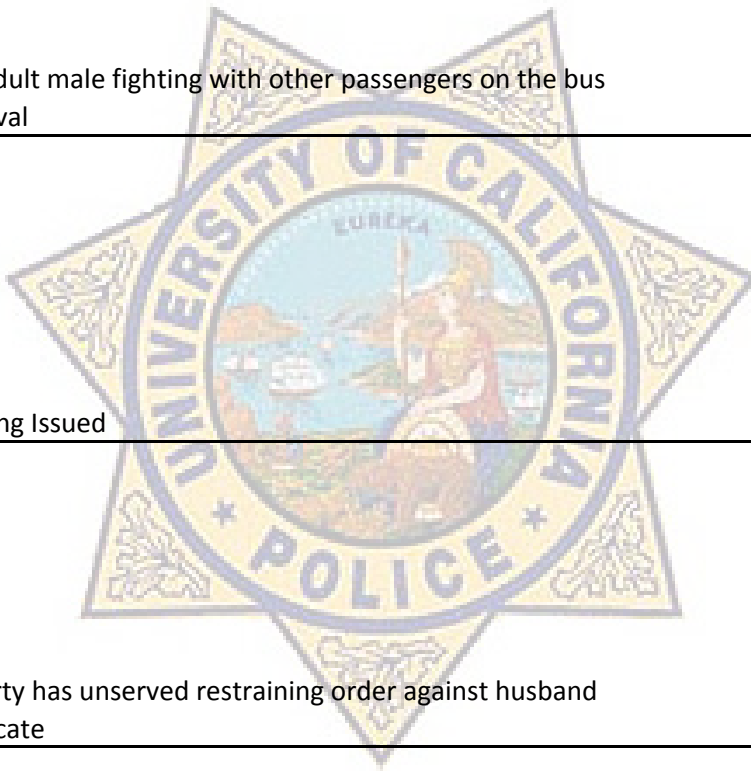 dult male fighting with other passengers on the bus
val
UNIVERSITY OF CALIFORNIA
EUREKA
ng Issued
POLICE
rty has unserved restraining order against husband
cate